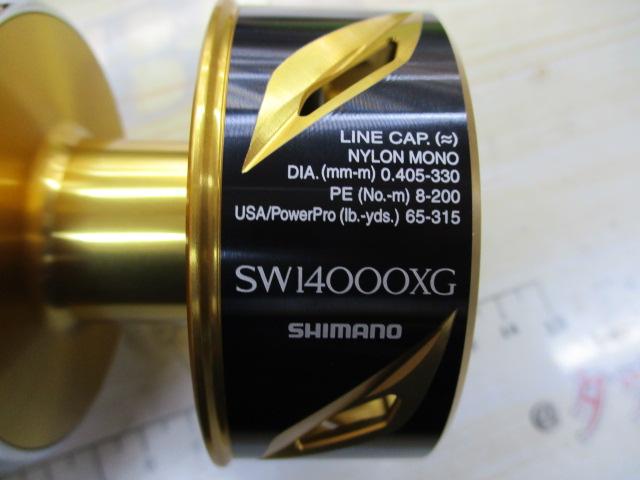 LINE CAP. (≈)
NYLON MONO
DIA. (mm-m) 0.405-330
PE (No.-m) 8-200
USA/PowerPro (lb.-yds.) 65-315
SW14000XG
SHIMANO